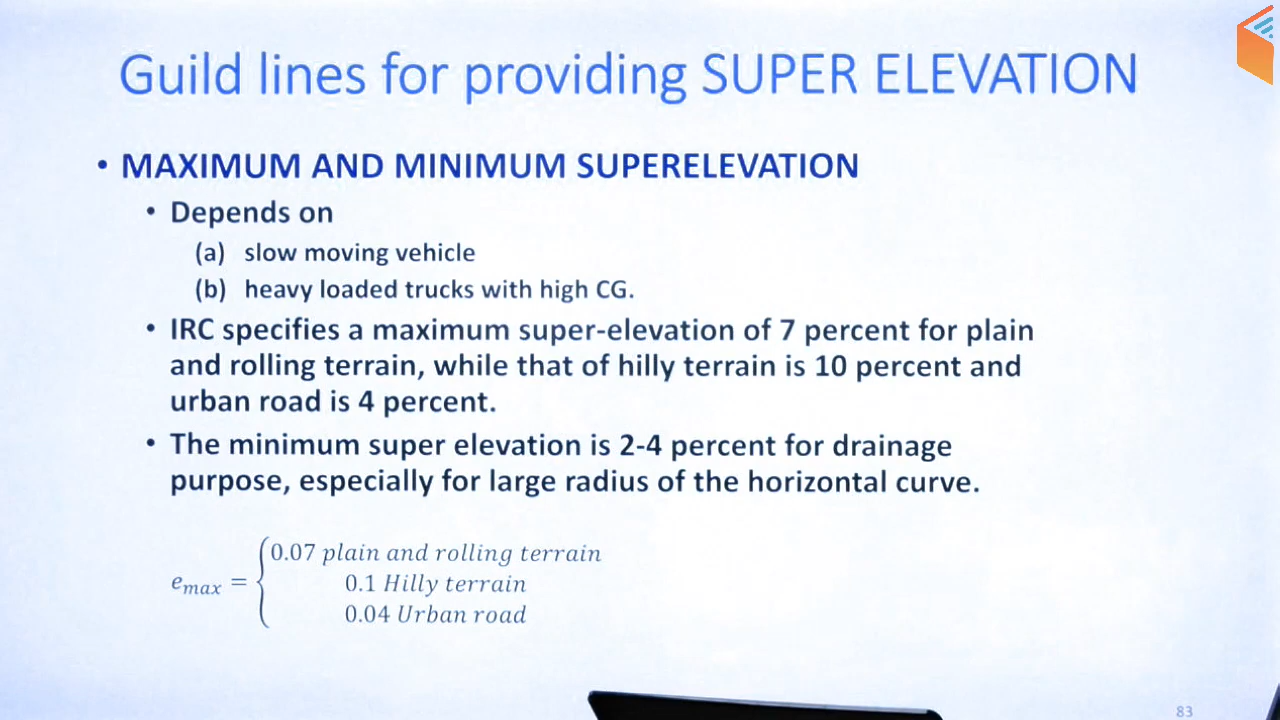 Guild lines for providing SUPER ELEVATION
• MAXIMUM AND MINIMUM SUPERELEVATION
• Depends on
(a) slow moving vehicle
(b) heavy loaded trucks with high CG.
• IRC specifies a maximum super-elevation of 7 percent for plain
and rolling terrain, while that of hilly terrain is 10 percent and
urban road is 4 percent.
• The minimum super elevation is 2-4 percent for drainage
purpose, especially for large radius of the horizontal curve.
0.07 plain and rolling terrain
e_max = { 0.1 Hilly terrain
0.04 Urban road
83